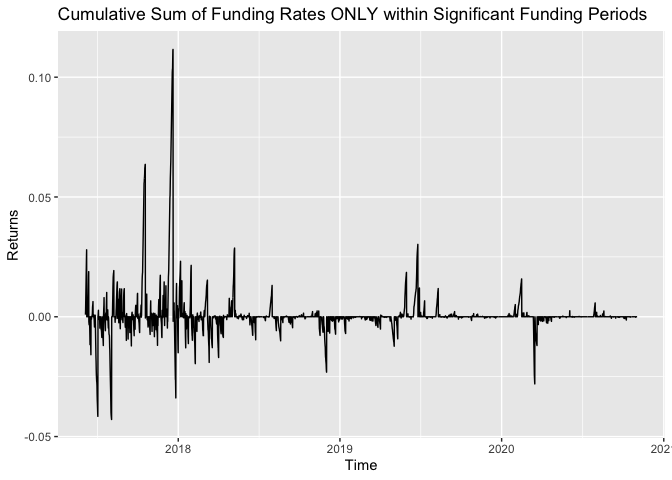 Cumulative Sum of Funding Rates ONLY within Significant Funding Periods
0.10
0.05
0.00
-0.05
Returns
2018
2019
2020
202
Time